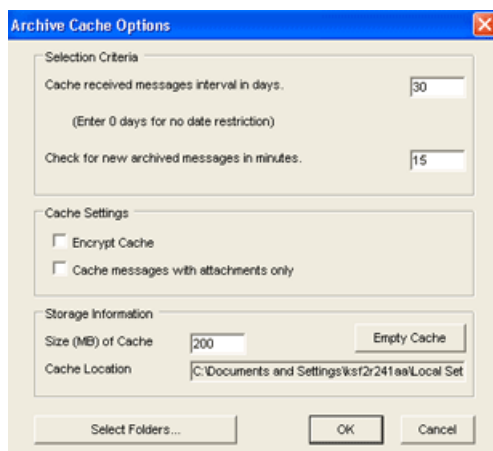 Archive Cache Options
Selection Criteria
Cache received messages interval in days. 30
(Enter 0 days for no date restriction)
Check for new archived messages in minutes. 15
Cache Settings
Encrypt Cache
Cache messages with attachments only
Storage Information
Size (MB) of Cache 200 Empty Cache
Cache Location C:\Documents and Settings\ksf2r241aa\Local Set
Select Folders... OK Cancel